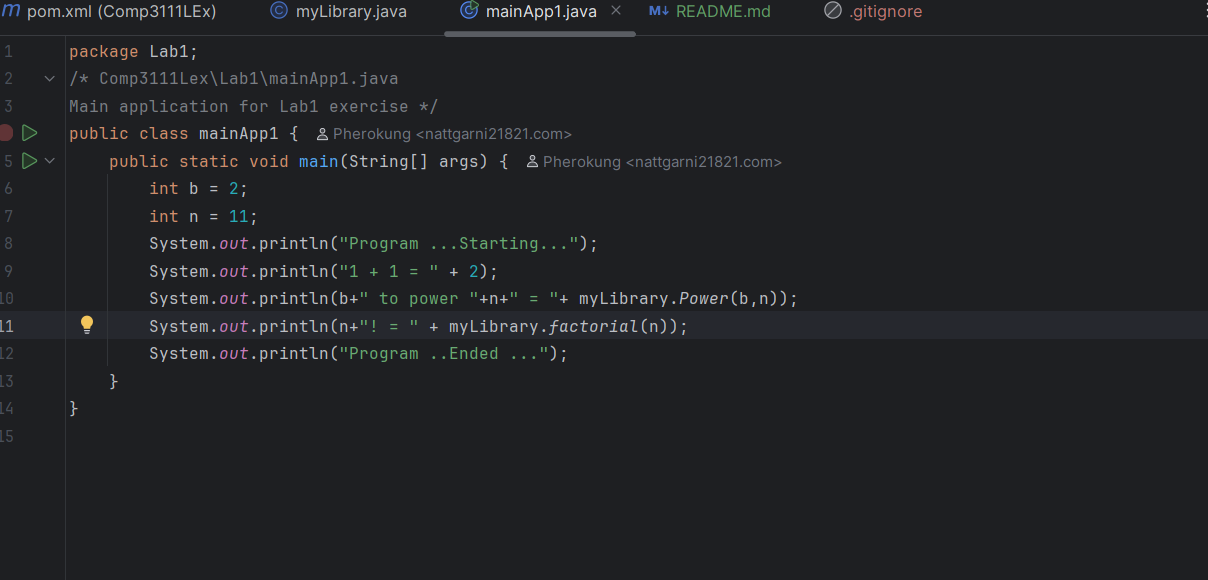 m pom.xml (Comp3111LEx) © myLibrary.java © mainApp1.java × M↓ README.md .gitignore
1 package Lab1;
2 /* Comp3111Lex\Lab1\mainApp1.java
3 Main application for Lab1 exercise */
public class mainApp1 { Pherokung <nattgarni21821.com>
5 public static void main(String[] args) { Pherokung <nattgarni21821.com>
6 int b = 2;
7 int n = 11;
8 System.out.println("Program ...Starting...");
9 System.out.println("1 + 1 = " + 2);
10 System.out.println(b+" to power "+n+" = "+ myLibrary.Power(b,n));
11 System.out.println(n+"! = " + myLibrary.factorial(n));
12 System.out.println("Program ..Ended ...");
13 }
14 }
15